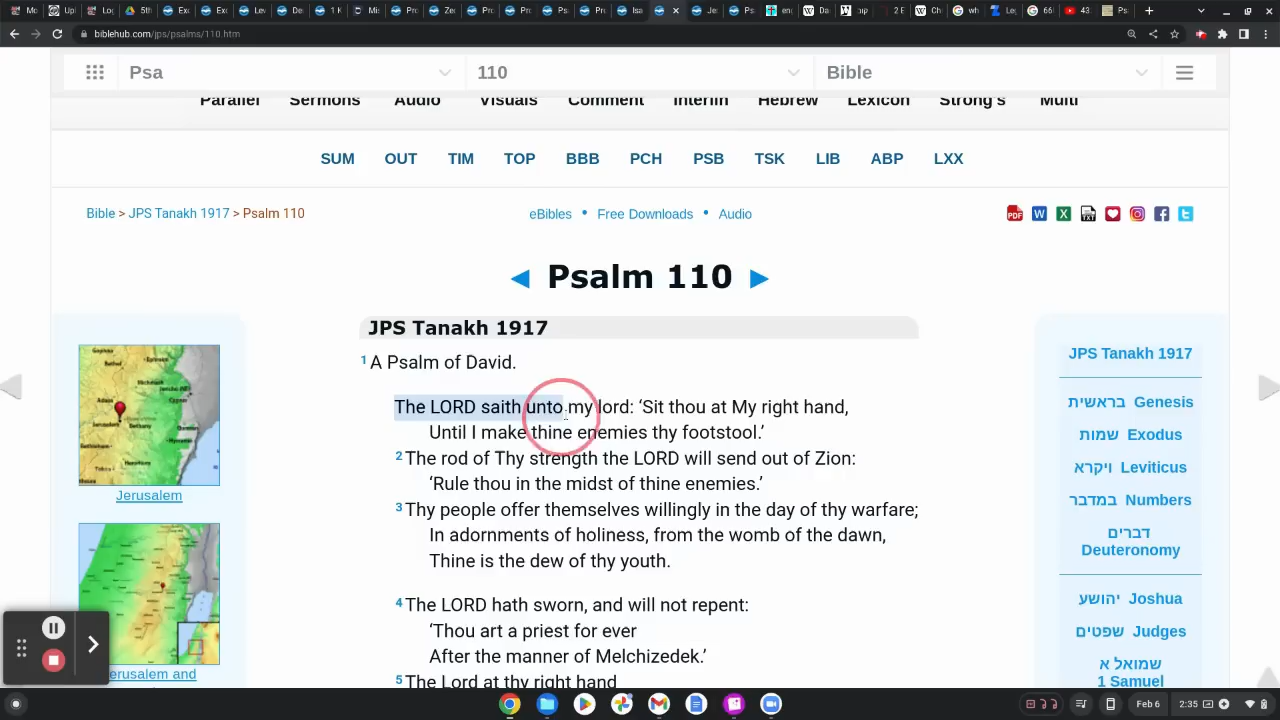 biblehub.com/jps/psalms/110.htm
Psa 110 Bible
Parallel Sermons Audio Visuals Comment Interlin Hebrew Lexicon Strong's Multi
SUM OUT TIM TOP BBB PCH PSB TSK LIB ABP LXX
Bible > JPS Tanakh 1917 > Psalm 110
eBibles • Free Downloads • Audio
◄ Psalm 110 ►
JPS Tanakh 1917
1 A Psalm of David.
The LORD saith unto my lord: ‘Sit thou at My right hand,
Until I make thine enemies thy footstool.’
2 The rod of Thy strength the LORD will send out of Zion:
‘Rule thou in the midst of thine enemies.’
3 Thy people offer themselves willingly in the day of thy warfare;
In adornments of holiness, from the womb of the dawn,
Thine is the dew of thy youth.
4 The LORD hath sworn, and will not repent:
‘Thou art a priest for ever
After the manner of Melchizedek.’
5 The Lord at thy right hand
Jerusalem
erusalem and
JPS Tanakh 1917
בראשית Genesis
שמות Exodus
ויקרא Leviticus
במדבר Numbers
דברים
Deuteronomy
יהושע Joshua
שפטים Judges
שמואל א
1 Samuel
Feb 6 2:35